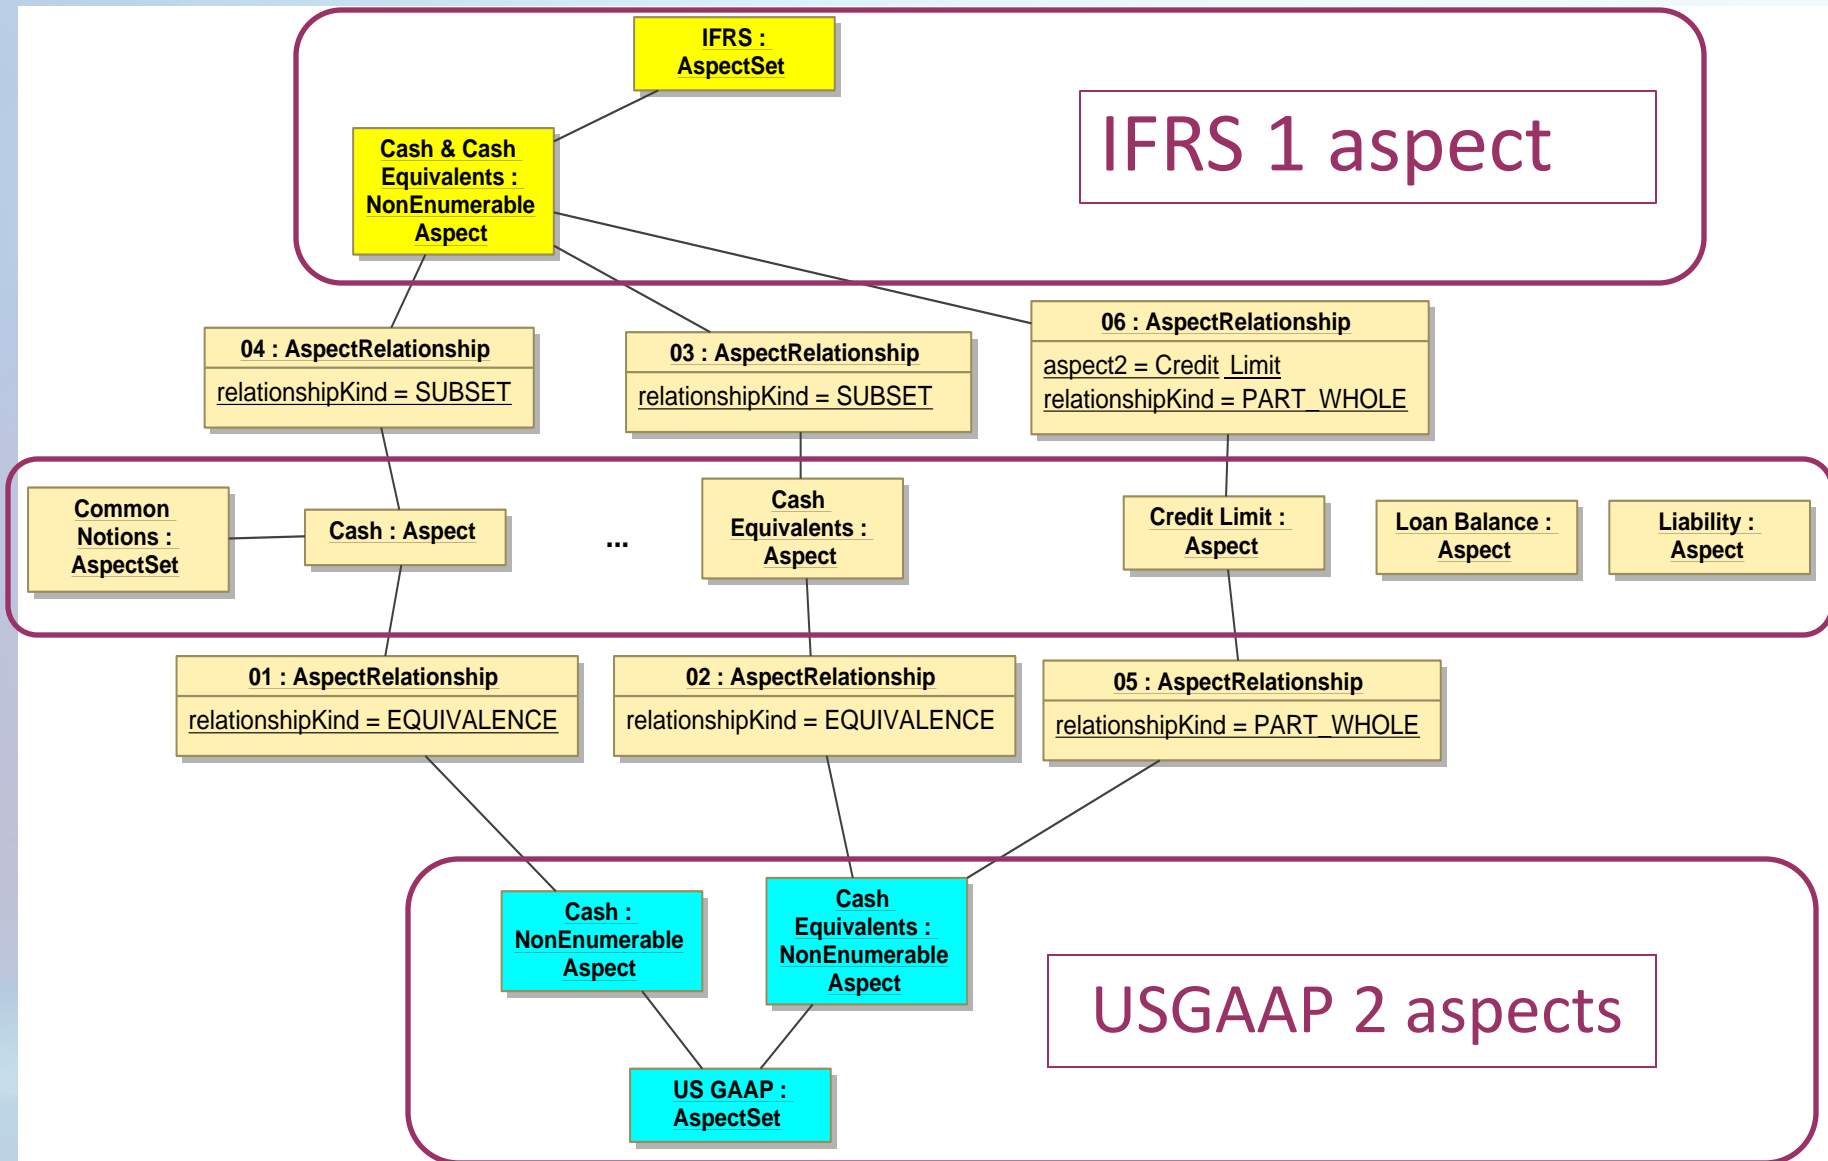 IFRS :
AspectSet
IFRS 1 aspect
Cash & Cash
Equivalents :
NonEnumerable
Aspect
04 : AspectRelationship
relationshipKind = SUBSET
03 : AspectRelationship
relationshipKind = SUBSET
06 : AspectRelationship
aspect2 = Credit Limit
relationshipKind = PART_WHOLE
Common
Notions :
AspectSet
Cash : Aspect
...
Cash
Equivalents :
Aspect
Credit Limit :
Aspect
Loan Balance :
Aspect
Liability :
Aspect
01 : AspectRelationship
relationshipKind = EQUIVALENCE
02 : AspectRelationship
relationshipKind = EQUIVALENCE
05 : AspectRelationship
relationshipKind = PART_WHOLE
Cash :
NonEnumerable
Aspect
Cash
Equivalents :
NonEnumerable
Aspect
USGAAP 2 aspects
US GAAP :
AspectSet